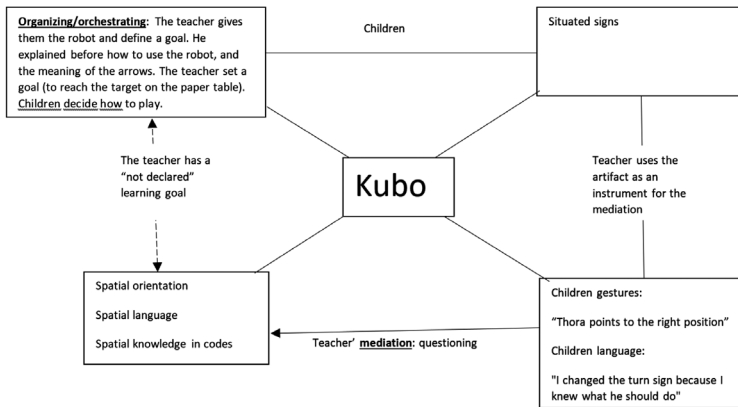 Organizing/orchestrating: The teacher gives
them the robot and define a goal. He
explained before how to use the robot, and
the meaning of the arrows. The teacher set a
goal (to reach the target on the paper table).
Children decide how to play.
Children
Situated signs
The teacher has a
“not declared”
learning goal
Kubo
Teacher uses the
artifact as an
instrument for the
mediation
Spatial orientation
Spatial language
Spatial knowledge in codes
Teacher’ mediation: questioning
Children gestures:
“Thora points to the right position”
Children language:
"I changed the turn sign because I
knew what he should do"